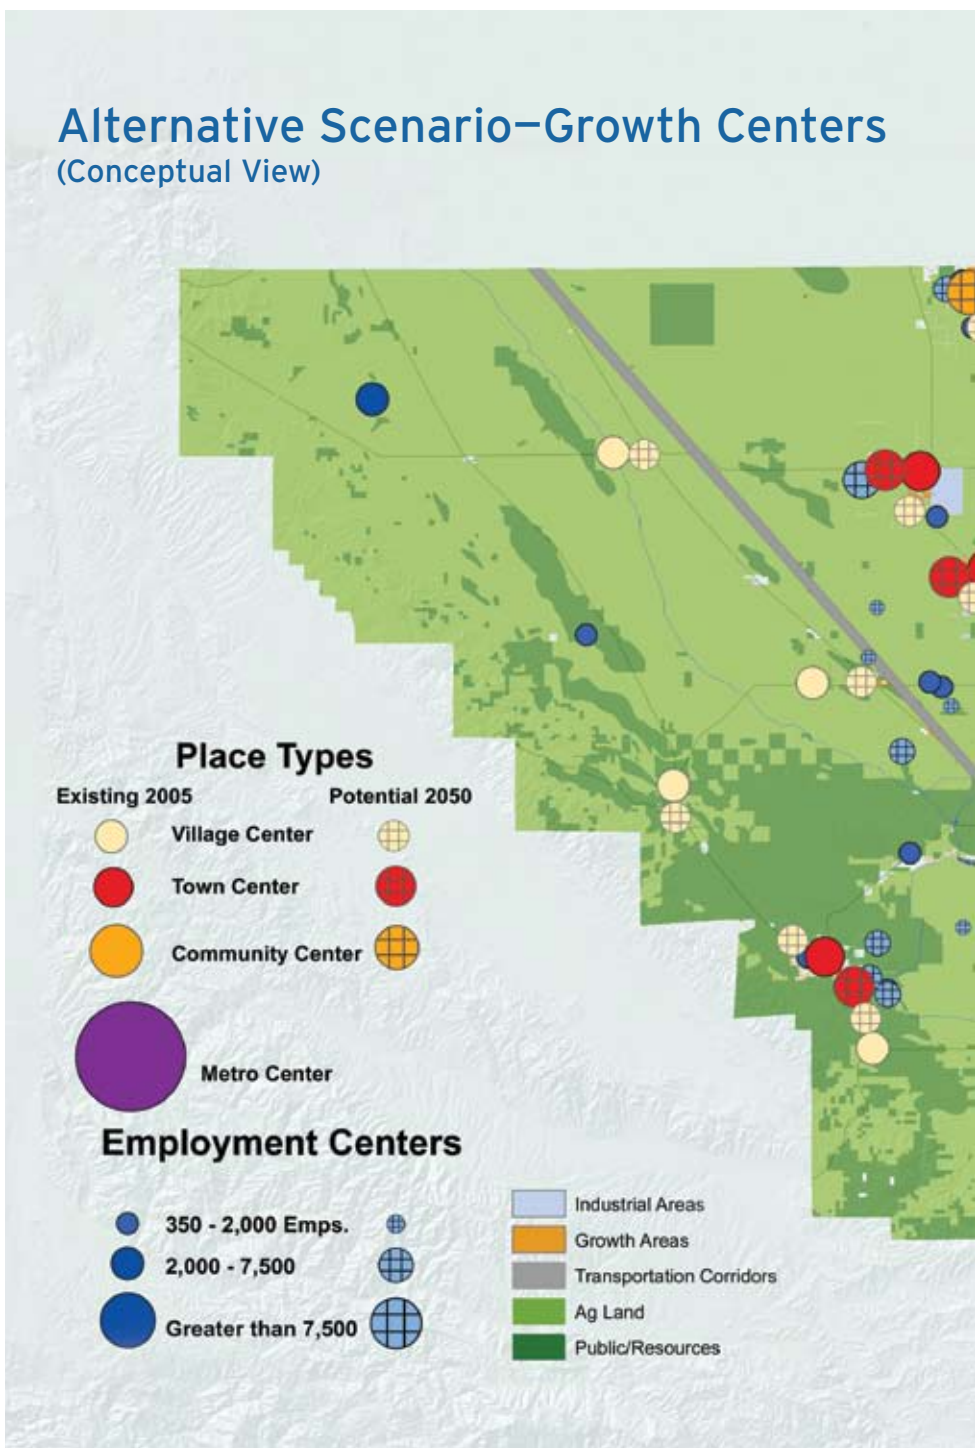 Alternative Scenario—Growth Centers
(Conceptual View)
Place Types
Existing 2005 Potential 2050
Village Center
Town Center
Community Center
Metro Center
Employment Centers
350 - 2,000 Emps.
2,000 - 7,500
Greater than 7,500
Industrial Areas
Growth Areas
Transportation Corridors
Ag Land
Public/Resources